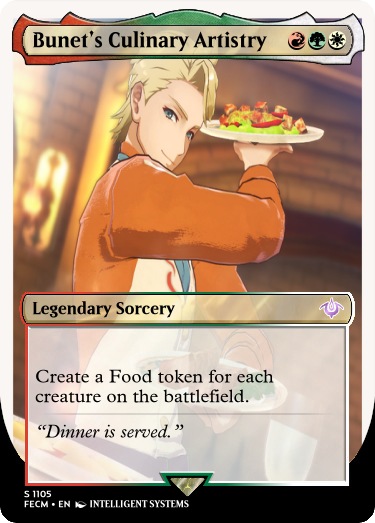 Bunet's Culinary Artistry
Legendary Sorcery
Create a Food token for each
creature on the battlefield.
“Dinner is served.”
S 1105
FECM • EN INTELLIGENT SYSTEMS